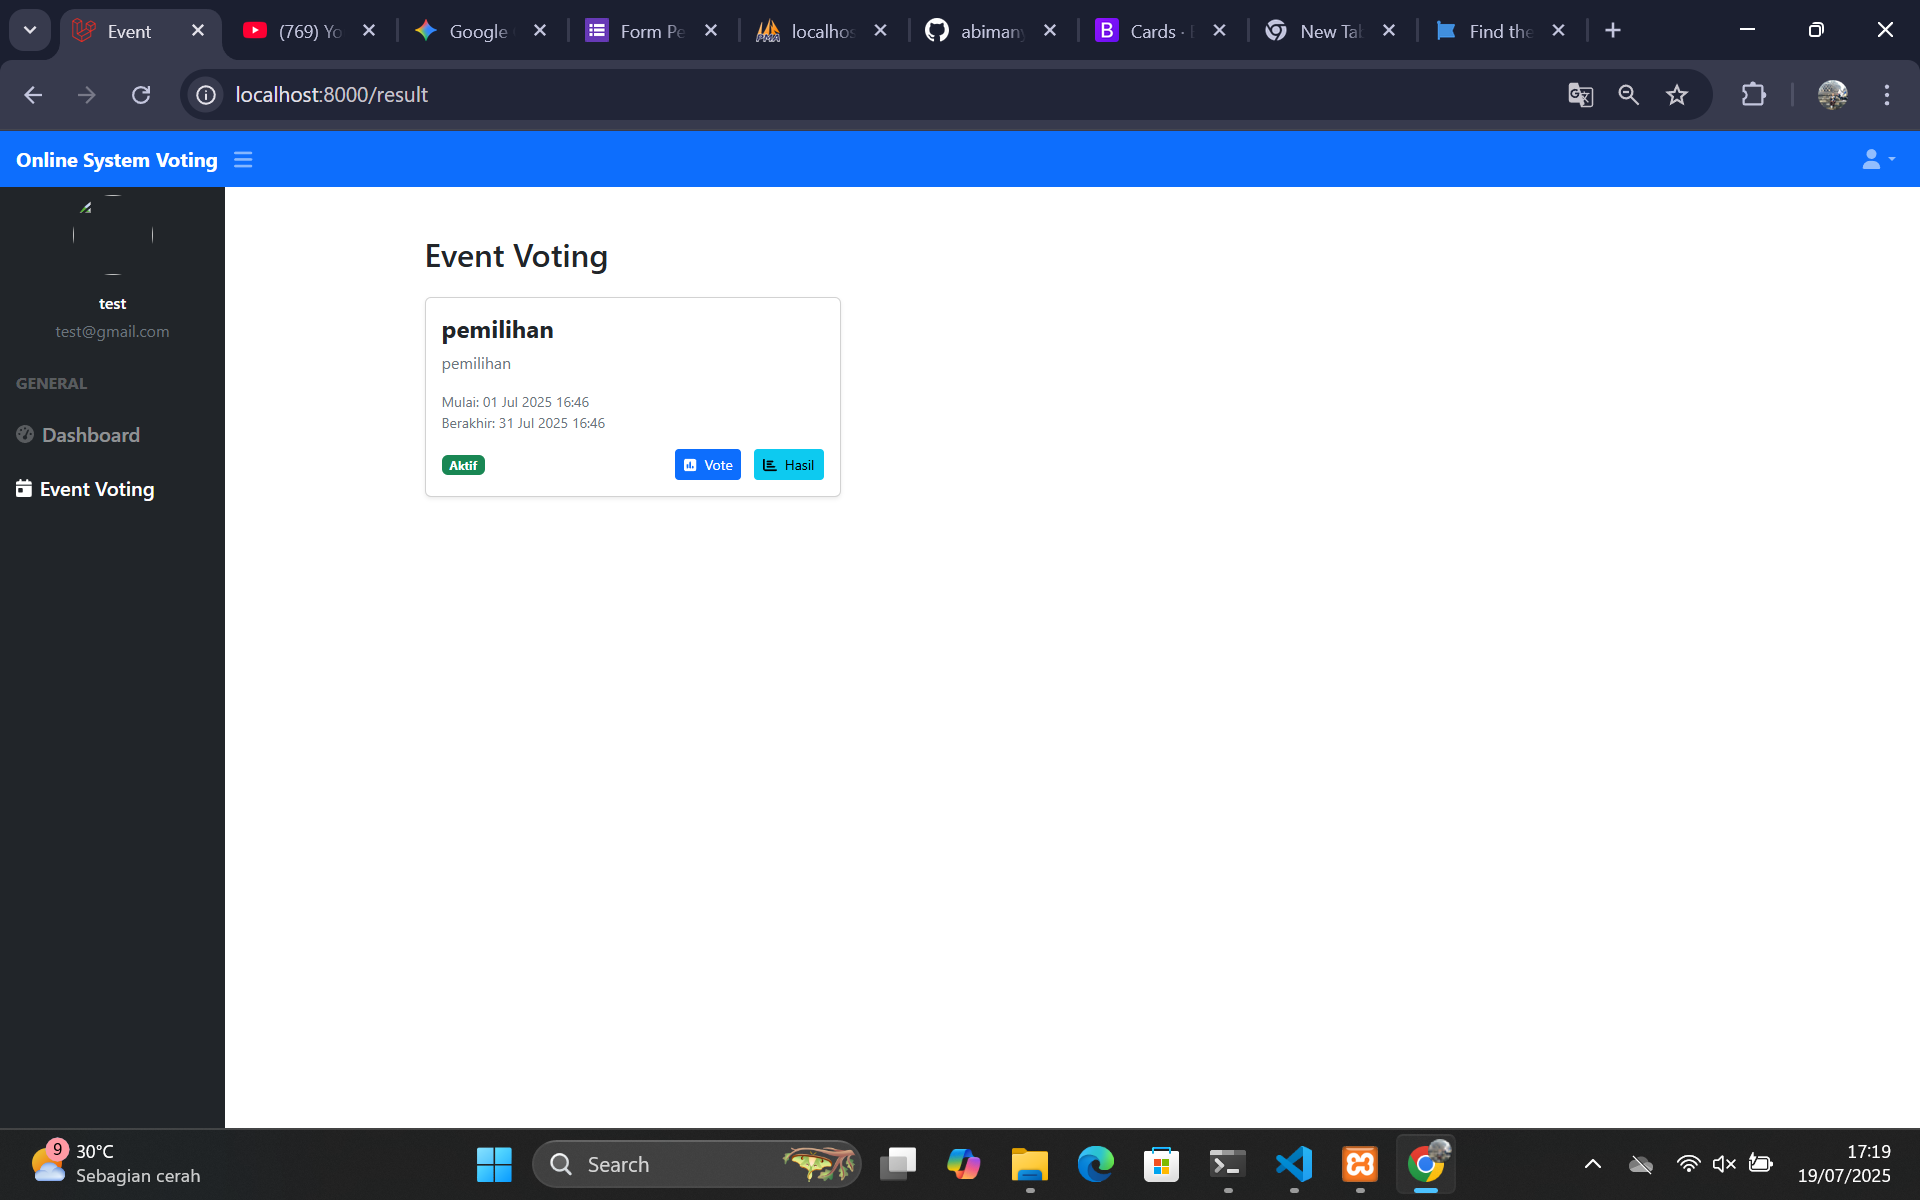 Event
(769) Yo
Google
Form Pe
localhos
abimany
Cards ·
New Tab
Find the
localhost:8000/result
Online System Voting
test
test@gmail.com
GENERAL
Dashboard
Event Voting
Event Voting
pemilihan
pemilihan
Mulai: 01 Jul 2025 16:46
Berakhir: 31 Jul 2025 16:46
Aktif
Vote
Hasil
9
30°C
Sebagian cerah
Search
17:19
19/07/2025